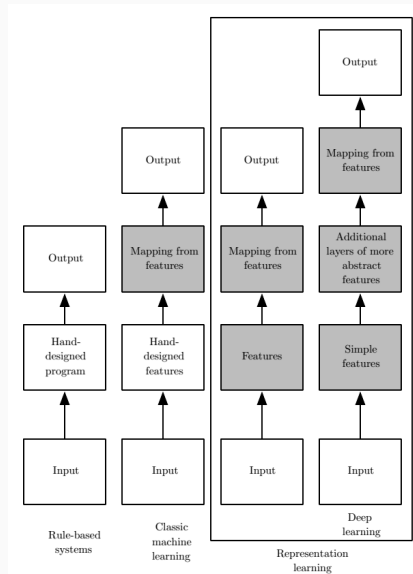 Output
Output
Mapping from
features
Output
Mapping from
features
Output
Mapping from
features
Additional
layers of more
abstract
features
Hand-
designed
program
Hand-
designed
features
Features
Simple
features
Input
Input
Input
Input
Rule-based
systems
Classic
machine
learning
Deep
learning
Representation
learning